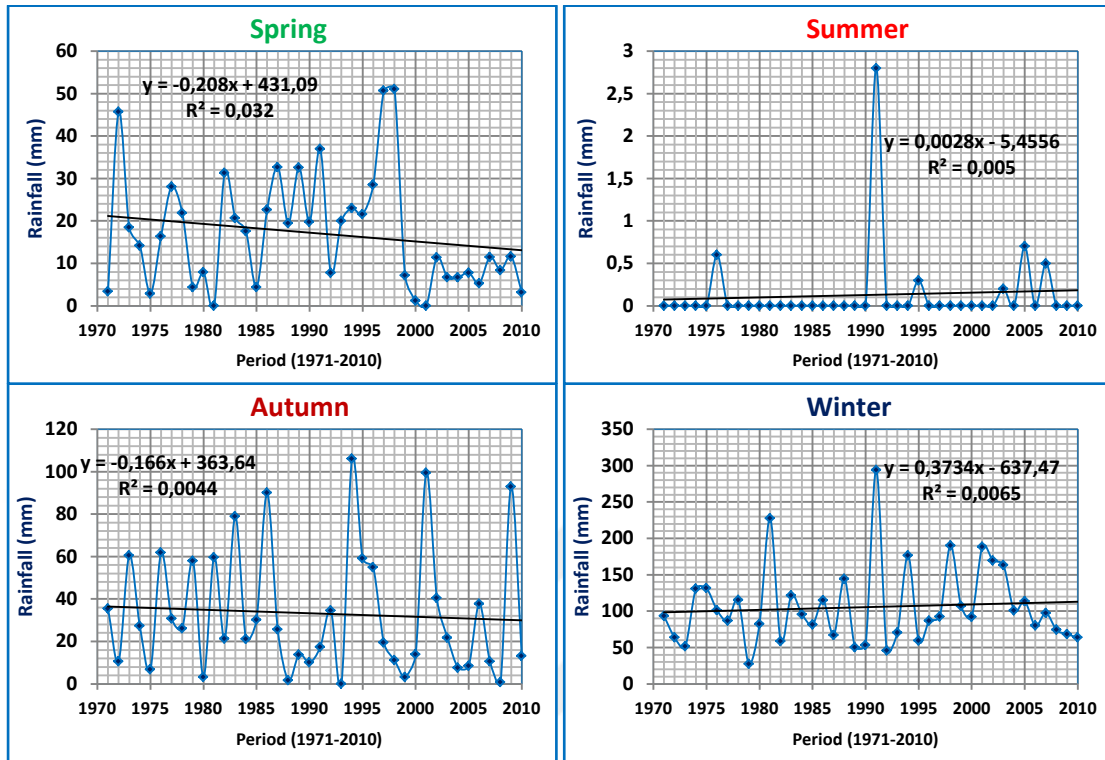 Spring
60
50
40
30
20
10
0
Rainfall (mm)
y = -0,208x + 431,09
R² = 0,032
1970 1975 1980 1985 1990 1995 2000 2005 2010
Period (1971-2010)
Summer
3
2,5
2
1,5
1
0,5
0
Rainfall (mm)
y = 0,0028x - 5,4556
R² = 0,005
1970 1975 1980 1985 1990 1995 2000 2005 2010
Period (1971-2010)
Autumn
120
100
80
60
40
20
0
Rainfall (mm)
y = -0,166x + 363,64
R² = 0,0044
1970 1975 1980 1985 1990 1995 2000 2005 2010
Period (1971-2010)
Winter
350
300
250
200
150
100
50
0
Rainfall (mm)
y = 0,3734x - 637,47
R² = 0,0065
1970 1975 1980 1985 1990 1995 2000 2005 2010
Period (1971-2010)